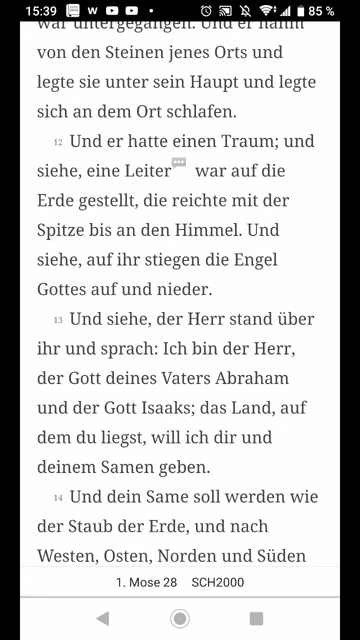 15:39 W 85 %
war untergegangen. Und er nahm
von den Steinen jenes Orts und
legte sie unter sein Haupt und legte
sich an dem Ort schlafen.
12 Und er hatte einen Traum; und
siehe, eine Leiter war auf die
Erde gestellt, die reichte mit der
Spitze bis an den Himmel. Und
siehe, auf ihr stiegen die Engel
Gottes auf und nieder.
13 Und siehe, der Herr stand über
ihr und sprach: Ich bin der Herr,
der Gott deines Vaters Abraham
und der Gott Isaaks; das Land, auf
dem du liegst, will ich dir und
deinem Samen geben.
14 Und dein Same soll werden wie
der Staub der Erde, und nach
Westen, Osten, Norden und Süden
1. Mose 28 SCH2000